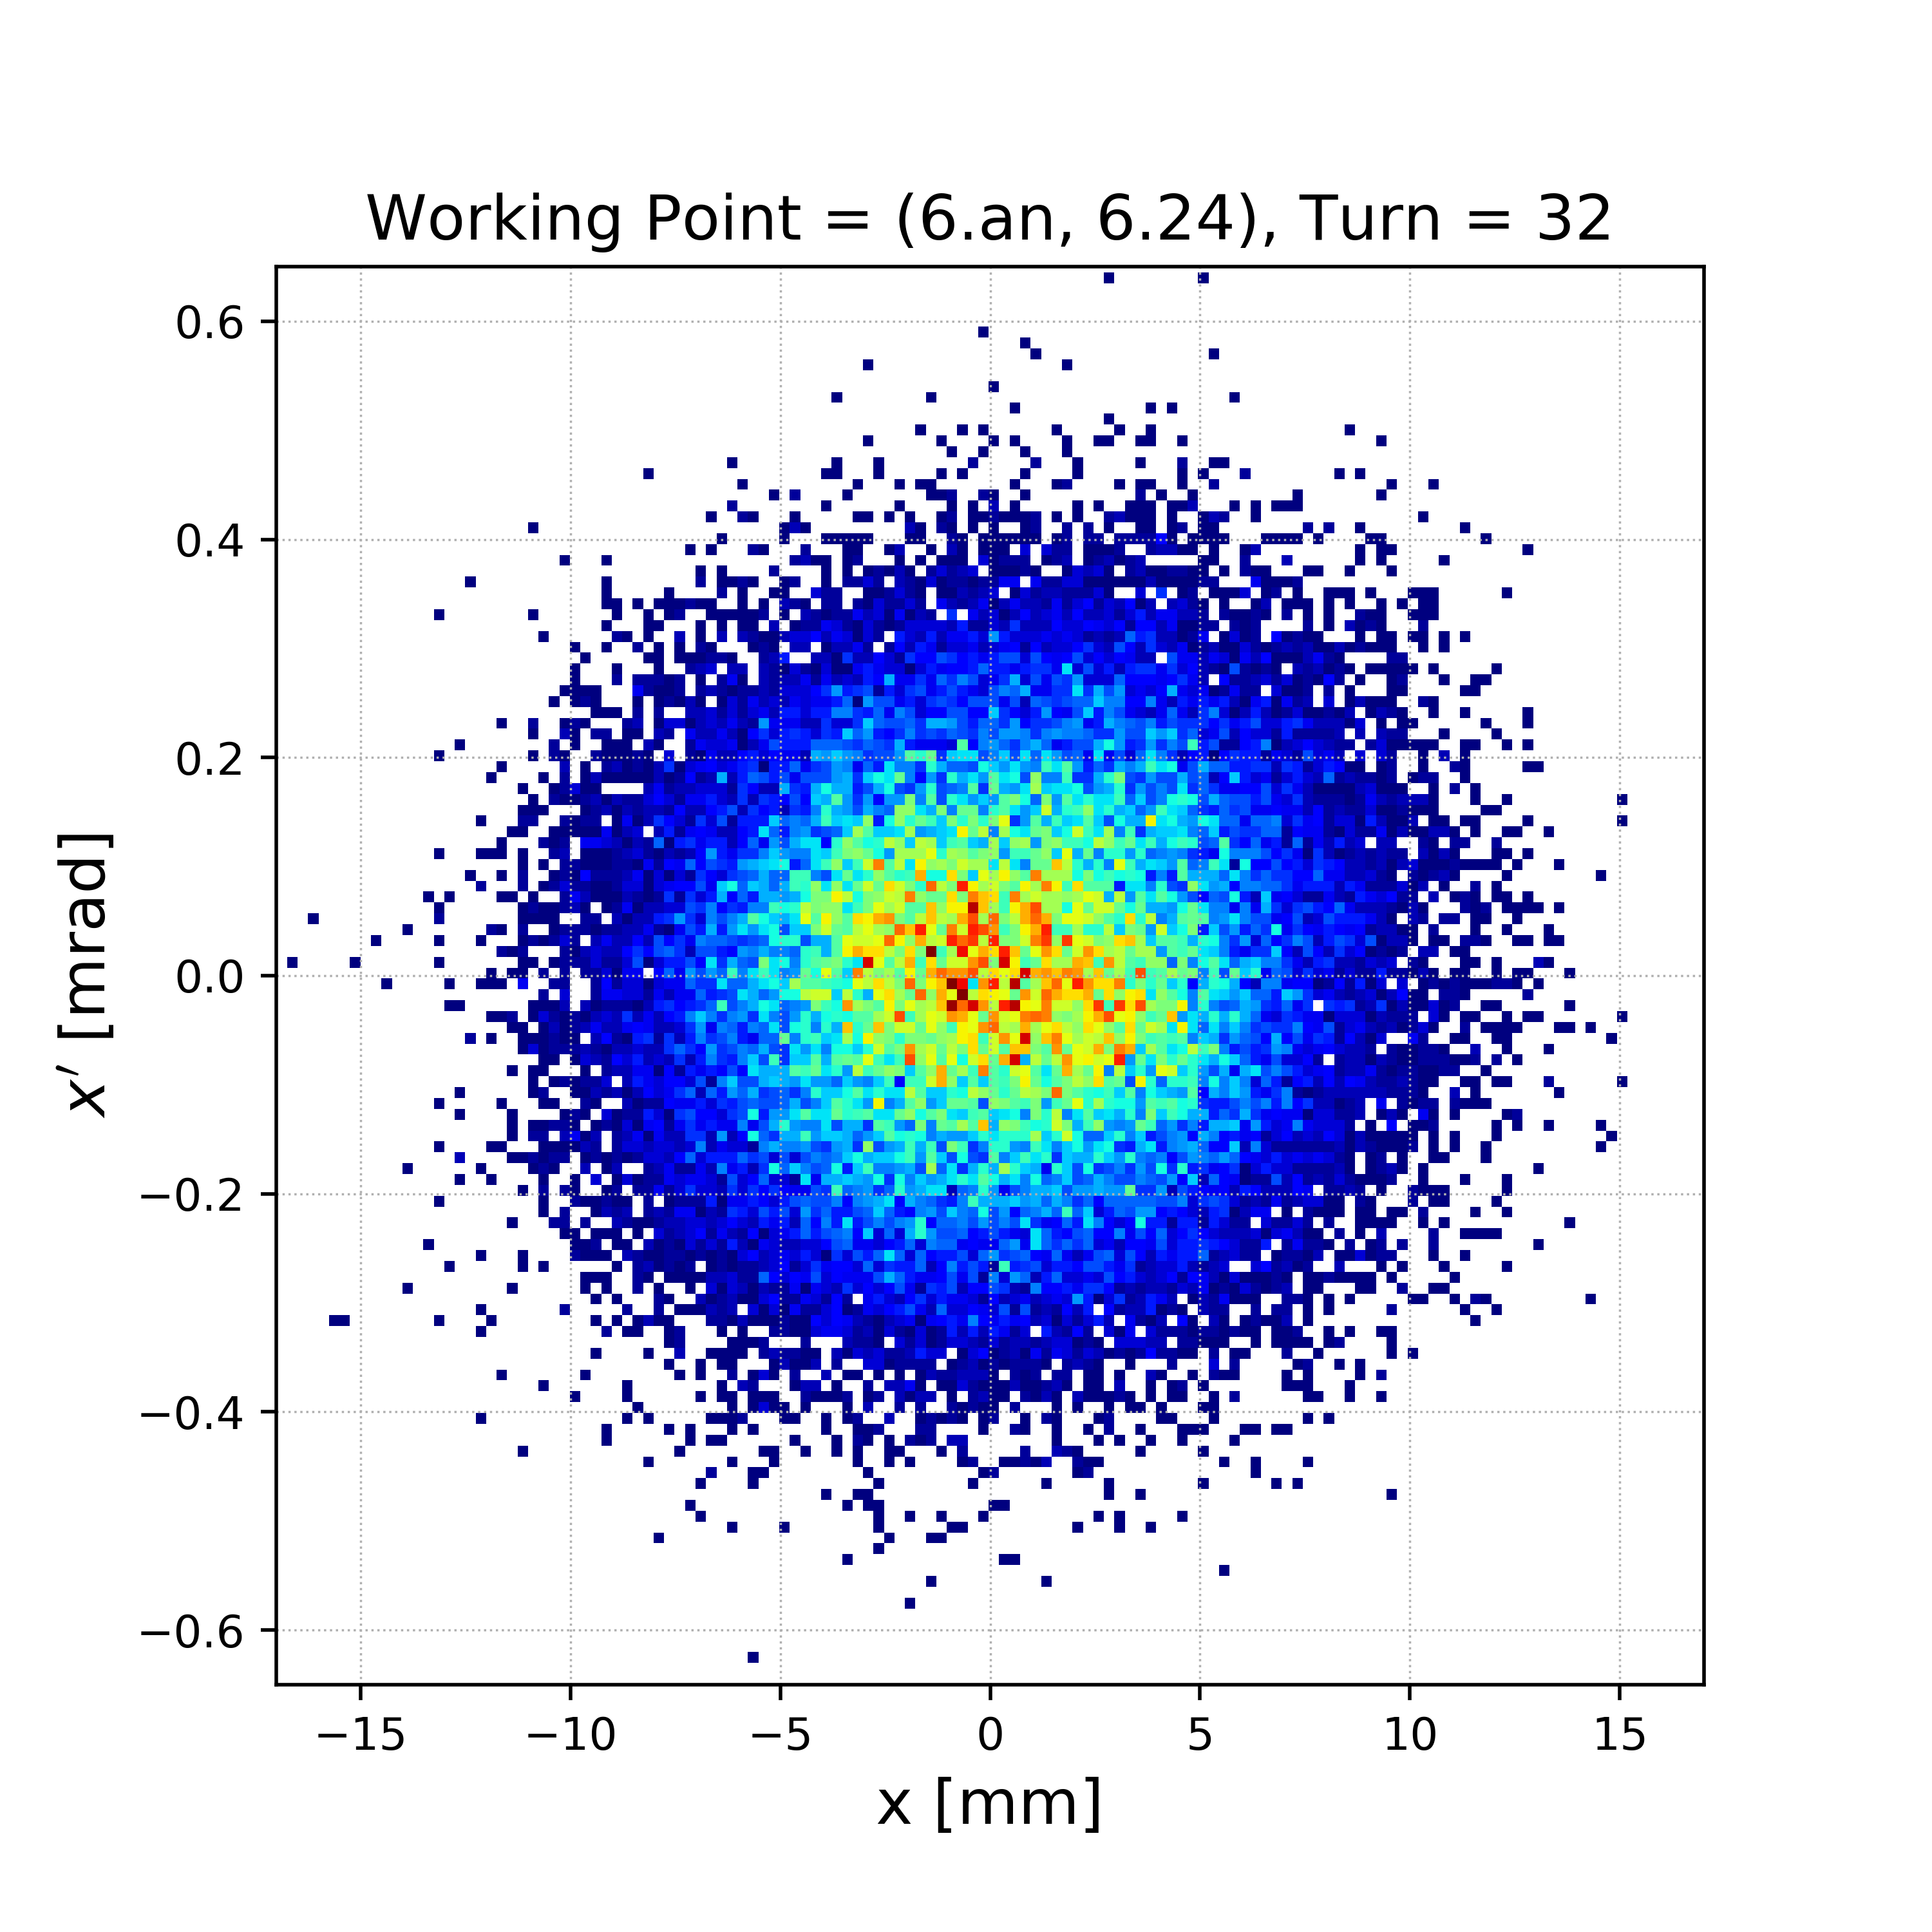 Working Point = (6.an, 6.24), Turn = 32
0.6
0.4
0.2
0.0
−0.2
−0.4
−0.6
x′ [mrad]
−15 −10 −5 0 5 10 15
x [mm]